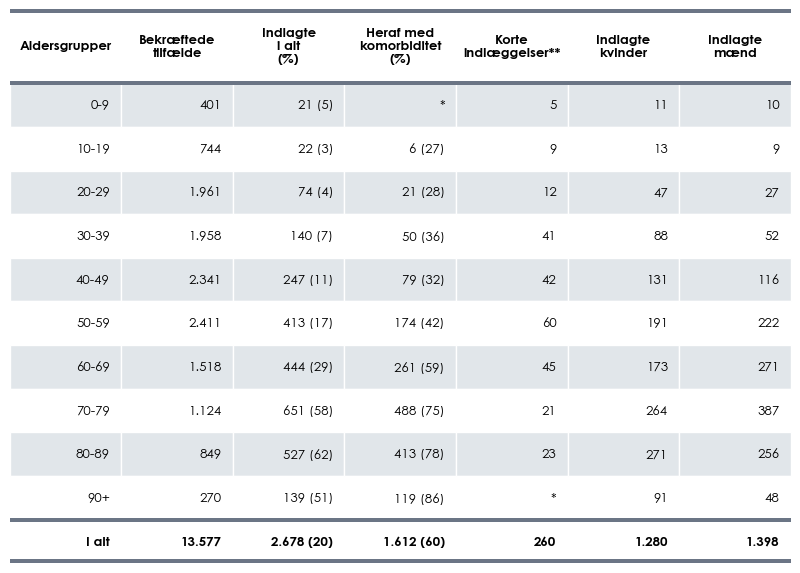 Aldersgrupper Bekræftede tilfælde Indlagte I alt (%) Heraf med komorbiditet (%) Korte indlæggelser** Indlagte kvinder Indlagte mænd
0-9 401 21 (5) * 5 11 10
10-19 744 22 (3) 6 (27) 9 13 9
20-29 1.961 74 (4) 21 (28) 12 47 27
30-39 1.958 140 (7) 50 (36) 41 88 52
40-49 2.341 247 (11) 79 (32) 42 131 116
50-59 2.411 413 (17) 174 (42) 60 191 222
60-69 1.518 444 (29) 261 (59) 45 173 271
70-79 1.124 651 (58) 488 (75) 21 264 387
80-89 849 527 (62) 413 (78) 23 271 256
90+ 270 139 (51) 119 (86) * 91 48
I alt 13.577 2.678 (20) 1.612 (60) 260 1.280 1.398